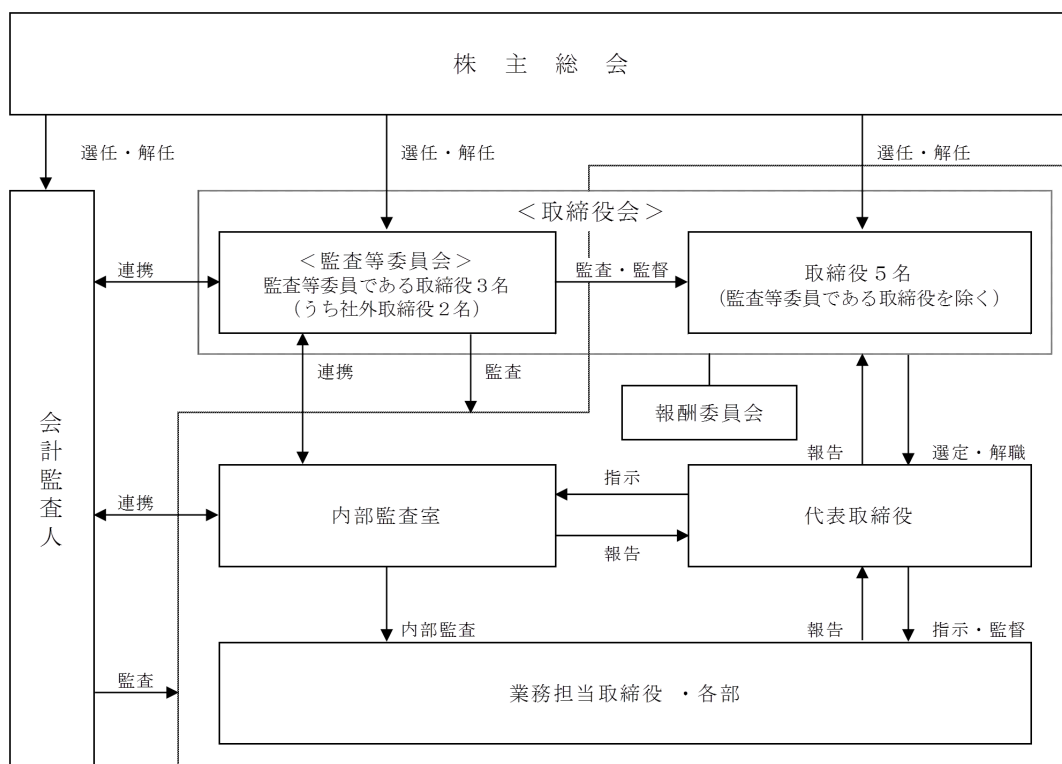 株主総会
選任・解任
選任・解任
選任・解任
＜取締役会＞
＜監査等委員会＞
監査等委員である取締役３名
（うち社外取締役２名）
連携
監査・監督
取締役５名
（監査等委員である取締役を除く）
連携
監査
報酬委員会
会計監査人
報告
選定・解職
指示
連携
内部監査室
代表取締役
報告
内部監査
報告
指示・監督
監査
業務担当取締役 ・各部